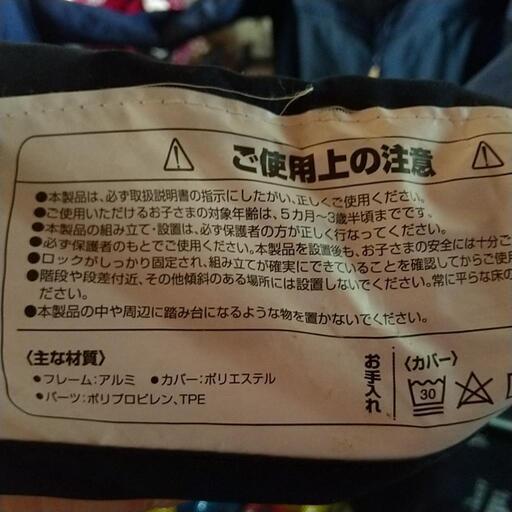 ご使用上の注意
●本製品は、必ず取扱説明書の指示にしたがい、正しくご使用ください。
●ご使用いただけるお子さまの対象年齢は、5カ月〜3歳半頃までです。
●本製品の組み立て・設置は、必ず保護者の方が正しく行なってください。
●必ず保護者のもとでご使用ください。本製品を設置後も、お子さまの安全には十分ご
●ロックがしっかり固定され、組み立てが確実にできていることを確認してからご使用
●階段や段差付近、その他傾斜のある場所には設置しないでください。常に平らな床の
ださい。
●本製品の中や周辺に踏み台になるような物を置かないでください。
〈主な材質〉
●フレーム：アルミ ●カバー：ポリエステル
●パーツ：ポリプロピレン、TPE
お手入れ
〈カバー〉
30